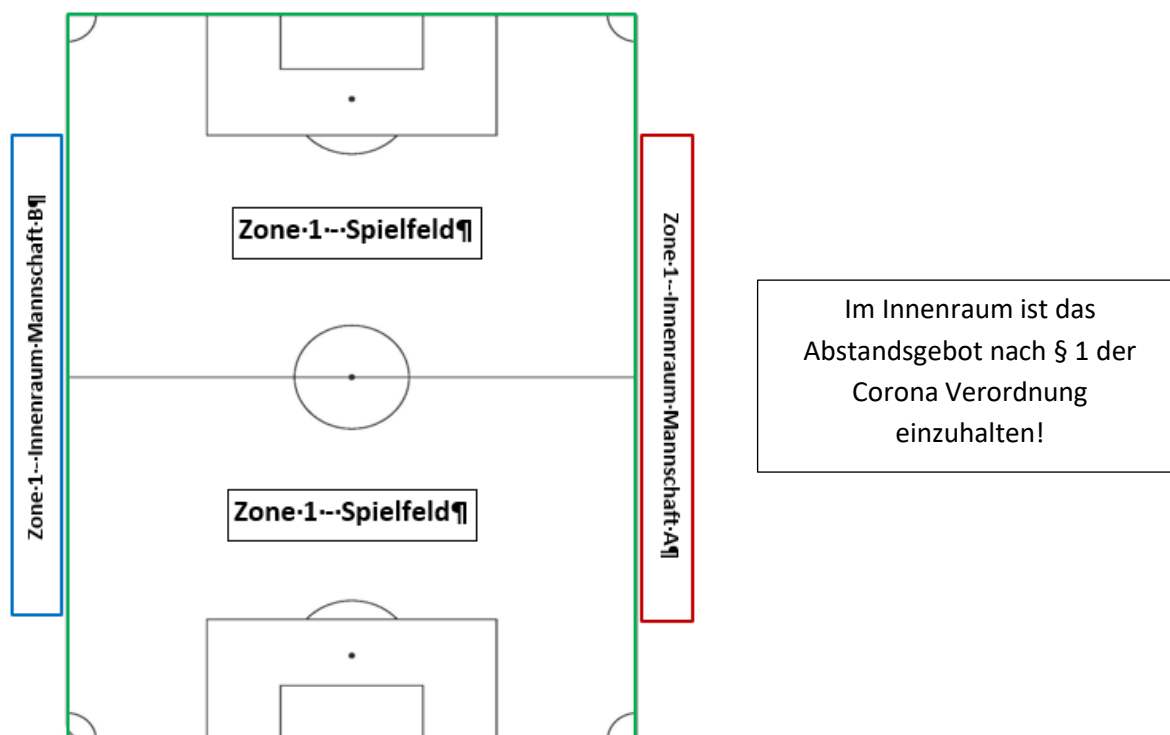 Zone·1·-·Spielfeld¶
Zone·1·-·Innenraum·Mannschaft·B¶
Zone·1·-·Innenraum·Mannschaft·A¶
Im Innenraum ist das
Abstandsgebot nach § 1 der
Corona Verordnung
einzuhalten!
Zone·1·-·Spielfeld¶